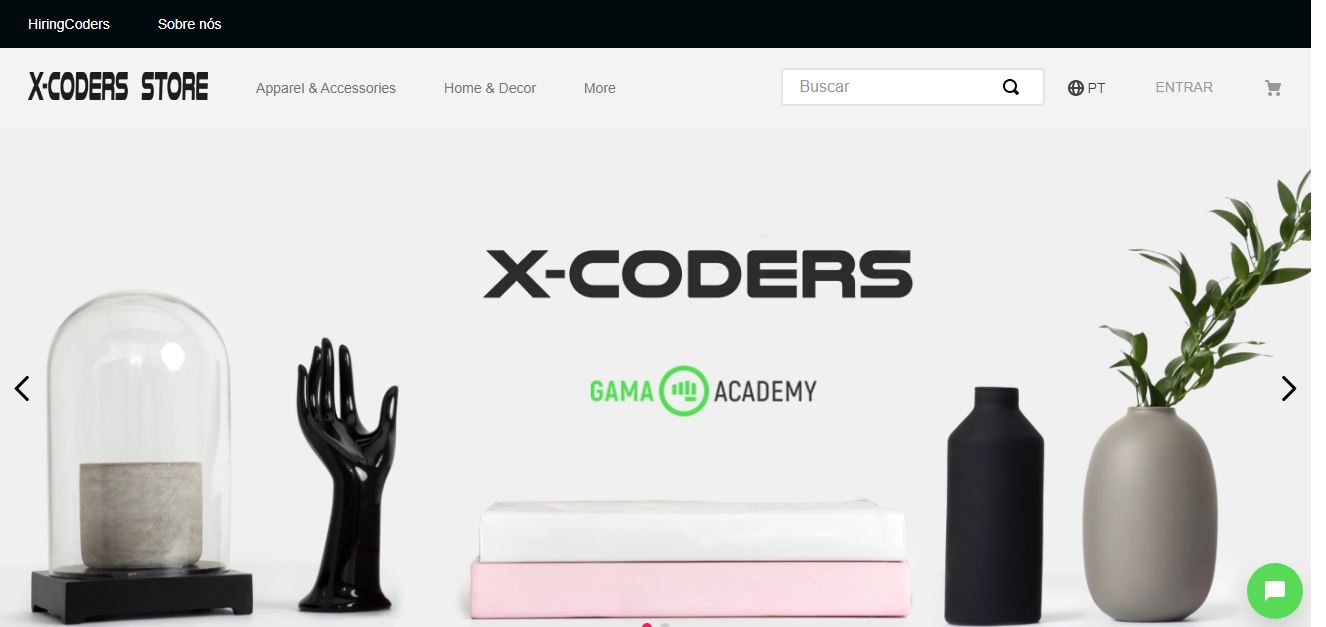 HiringCoders Sobre nós
X-CODERS STORE Apparel & Accessories Home & Decor More Buscar PT ENTRAR
X-CODERS
GAMA ACADEMY